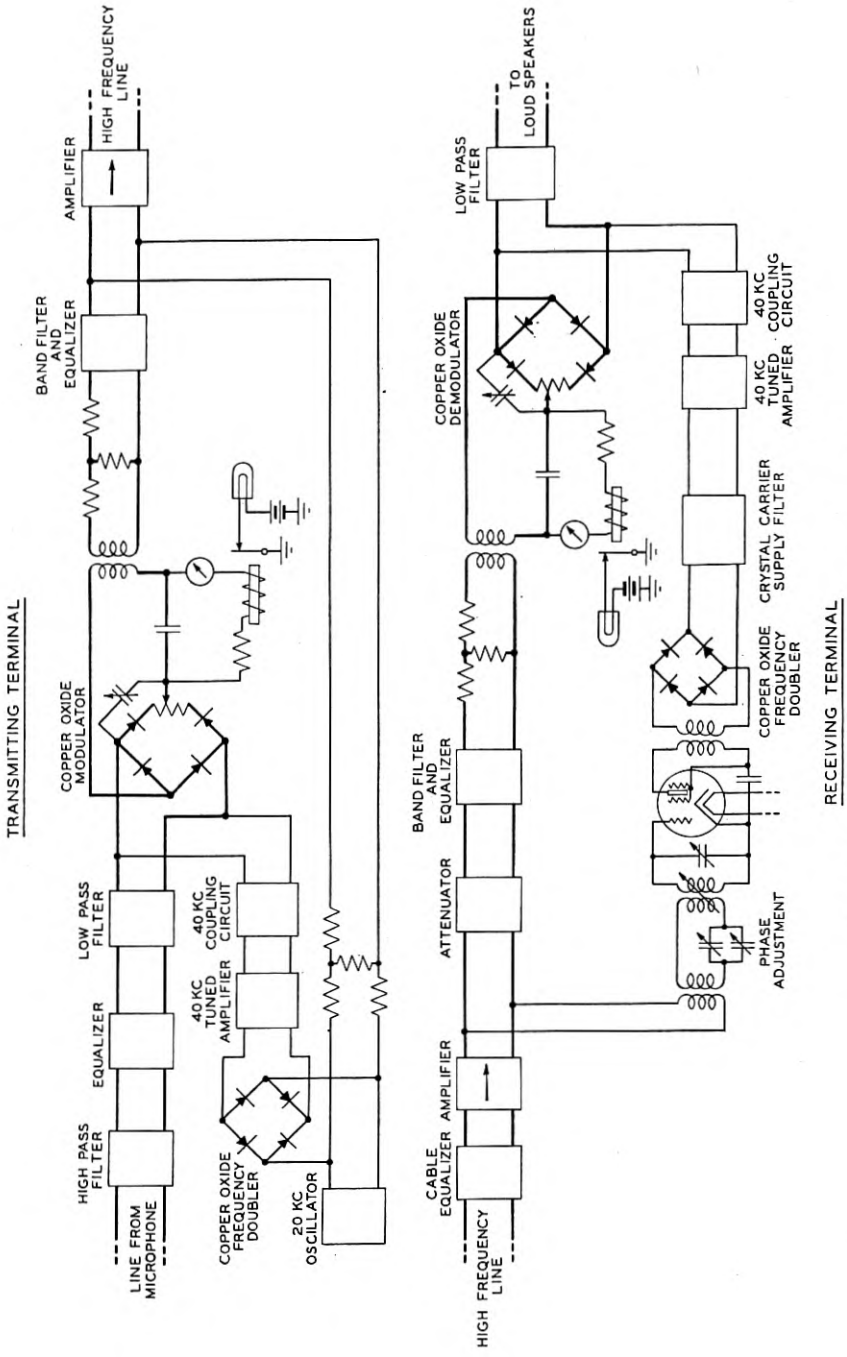 TRANSMITTING TERMINAL
LINE FROM
MICROPHONE
HIGH PASS
FILTER
EQUALIZER
LOW PASS
FILTER
COPPER OXIDE
MODULATOR
BAND FILTER
AND
EQUALIZER
AMPLIFIER
HIGH FREQUENCY
LINE
20 KC
OSCILLATOR
COPPER OXIDE
FREQUENCY
DOUBLER
40 KC
TUNED
AMPLIFIER
40 KC
COUPLING
CIRCUIT
HIGH FREQUENCY
LINE
CABLE
EQUALIZER
AMPLIFIER
ATTENUATOR
BAND FILTER
AND
EQUALIZER
COPPER OXIDE
DEMODULATOR
LOW PASS
FILTER
TO
LOUD SPEAKERS
PHASE
ADJUSTMENT
COPPER OXIDE
FREQUENCY
DOUBLER
CRYSTAL CARRIER
SUPPLY FILTER
40 KC
TUNED
AMPLIFIER
40 KC
COUPLING
CIRCUIT
RECEIVING TERMINAL